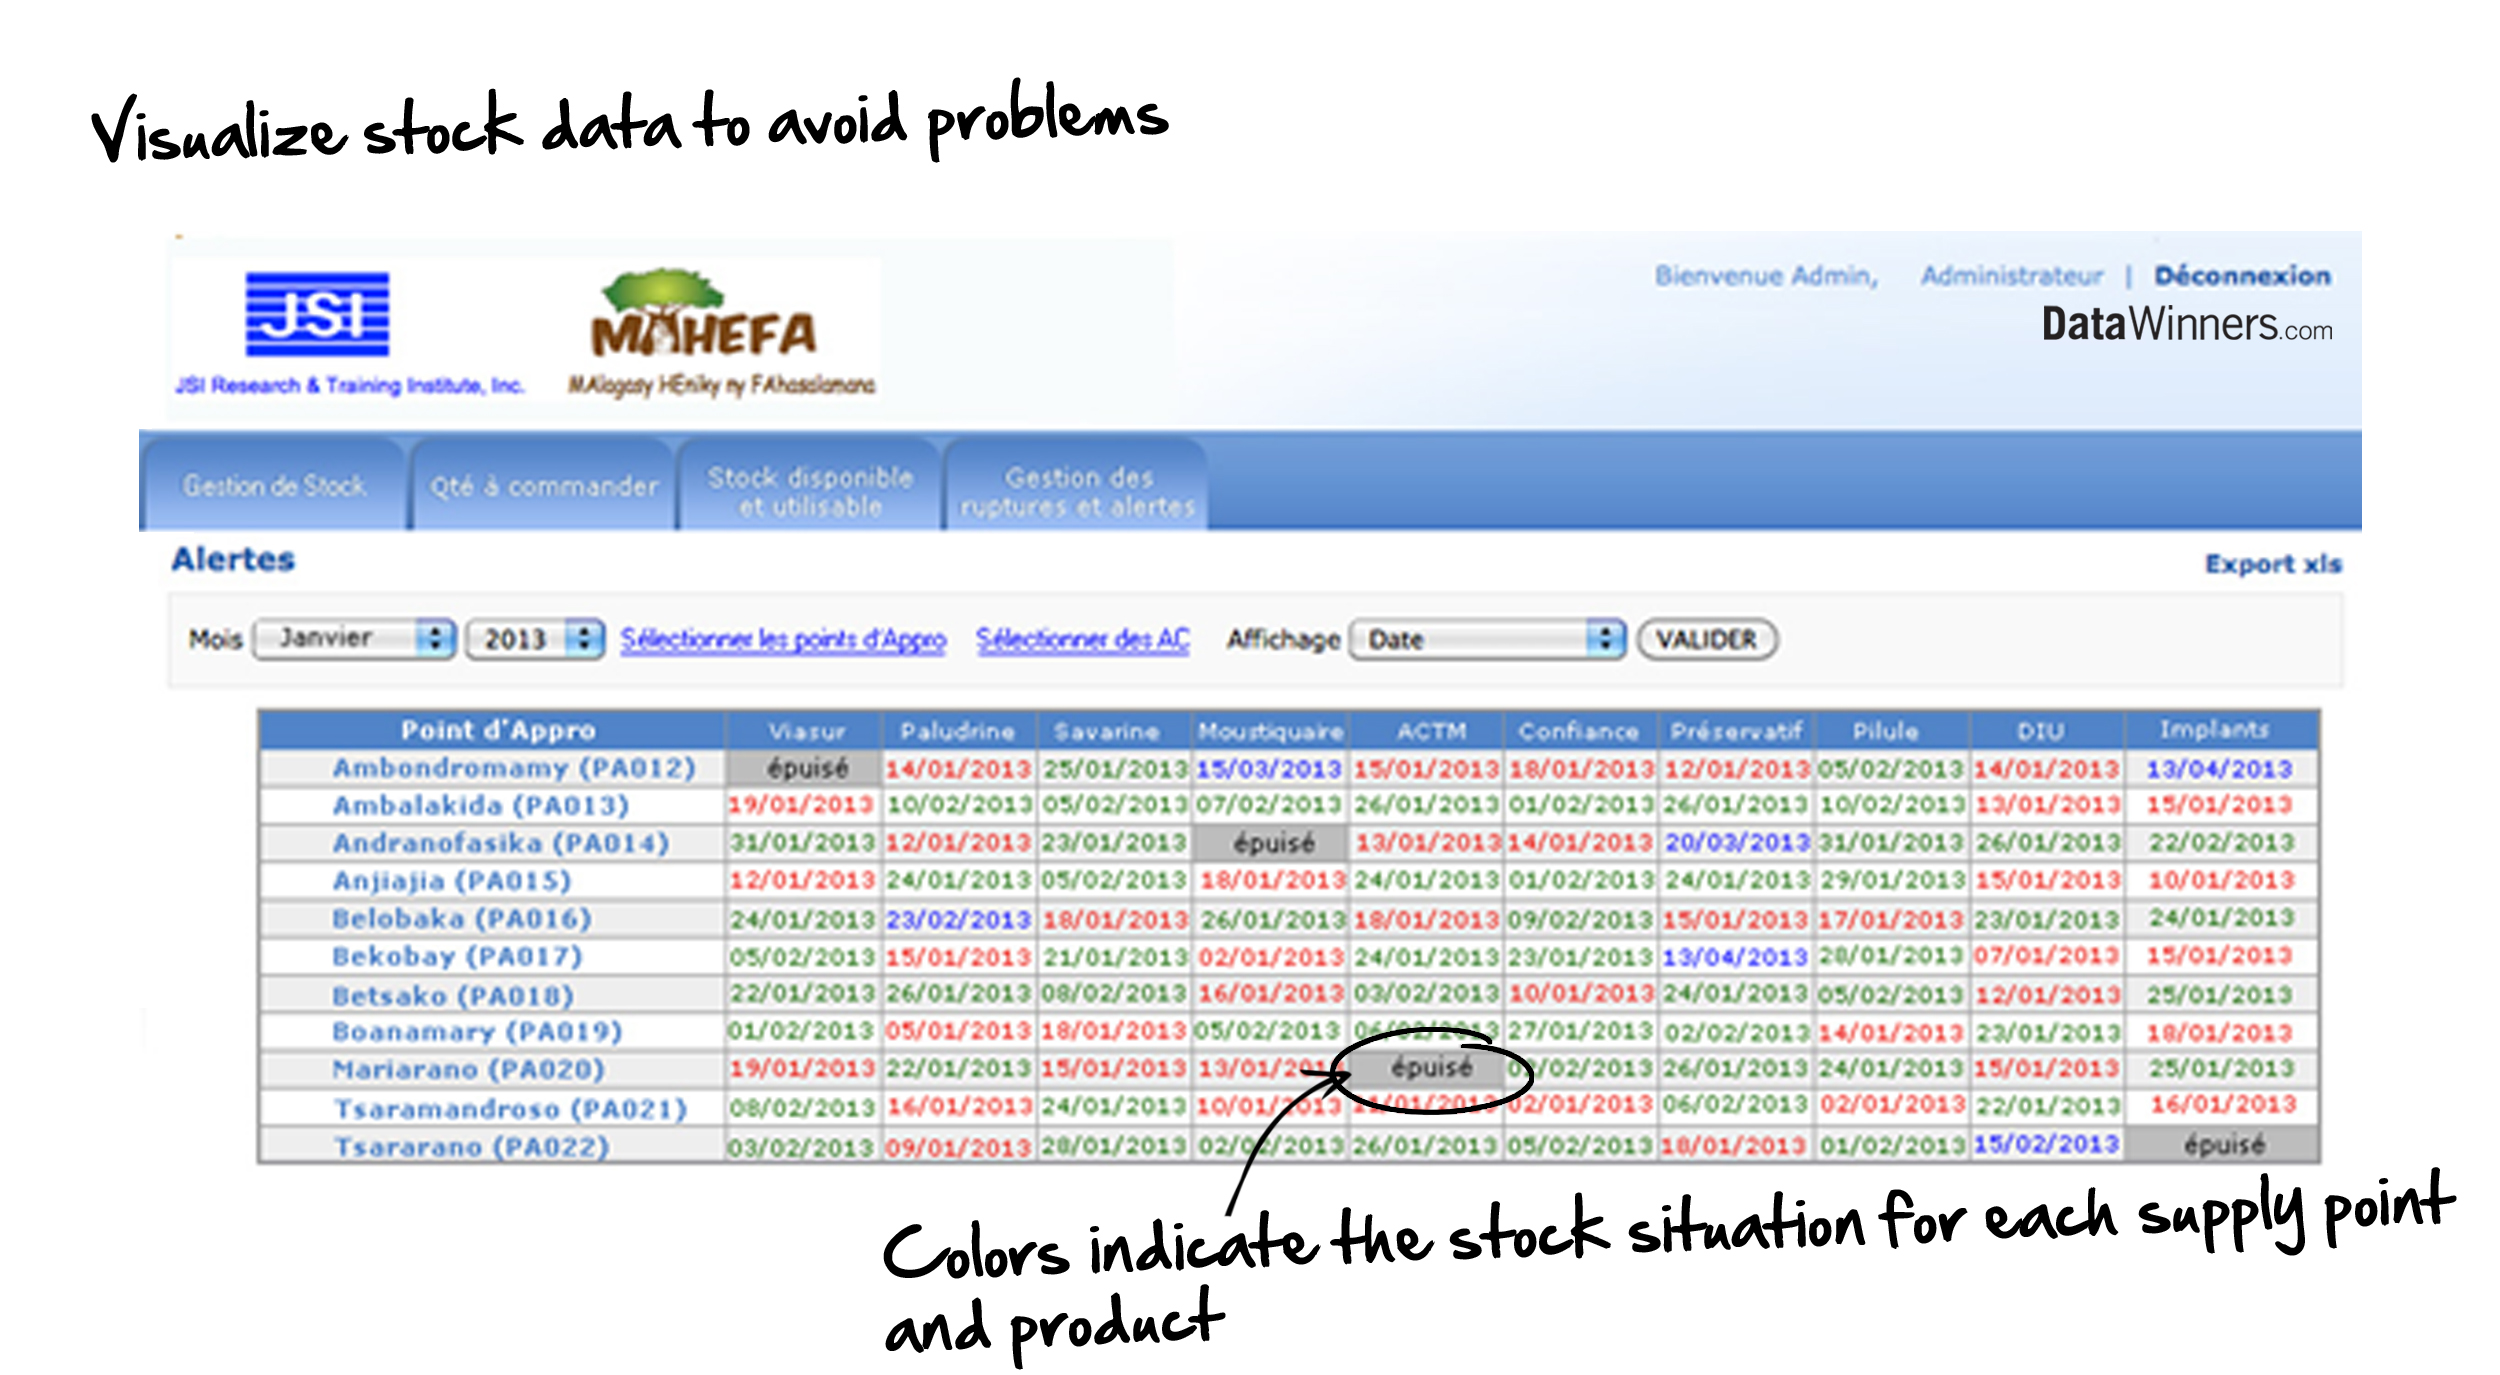 Visualize stock data to avoid problems
JSI
JSI Research & Training Institute, Inc.
MAHEFA
MAlagasy HEniky ny FAhasalamana
Bienvenue Admin, Administrateur | Déconnexion
DataWinners.com
Gestion de Stock
Qté à commander
Stock disponible
et utilisable
Gestion des
ruptures et alertes
Alertes
Export xls
Mois Janvier 2013 Sélectionner les points d'Appro Sélectionner des AC Affichage Date VALIDER
Point d'Appro Viasur Paludrine Savarine Moustiquaire ACTM Confiance Préservatif Pilule DIU Implants
Ambondromamy (PA012) épuisé 14/01/2013 25/01/2013 15/03/2013 15/01/2013 18/01/2013 12/01/2013 05/02/2013 14/01/2013 13/04/2013
Ambalakida (PA013) 19/01/2013 10/02/2013 05/02/2013 07/02/2013 26/01/2013 01/02/2013 26/01/2013 10/02/2013 13/01/2013 15/01/2013
Andranofasika (PA014) 31/01/2013 12/01/2013 23/01/2013 épuisé 13/01/2013 14/01/2013 20/03/2013 31/01/2013 26/01/2013 22/02/2013
Anjiajia (PA015) 12/01/2013 24/01/2013 05/02/2013 18/01/2013 24/01/2013 01/02/2013 24/01/2013 29/01/2013 15/01/2013 10/01/2013
Belobaka (PA016) 24/01/2013 23/02/2013 18/01/2013 26/01/2013 18/01/2013 09/02/2013 15/01/2013 17/01/2013 23/01/2013 24/01/2013
Bekobay (PA017) 05/02/2013 15/01/2013 21/01/2013 02/01/2013 24/01/2013 23/01/2013 13/04/2013 28/01/2013 07/01/2013 15/01/2013
Betsako (PA018) 22/01/2013 26/01/2013 08/02/2013 16/01/2013 03/02/2013 10/01/2013 24/01/2013 05/02/2013 12/01/2013 25/01/2013
Boanamary (PA019) 01/02/2013 05/01/2013 18/01/2013 05/02/2013 27/01/2013 02/02/2013 14/01/2013 23/01/2013 18/01/2013
Mariarano (PA020) 19/01/2013 22/01/2013 15/01/2013 13/01/2013 épuisé 26/01/2013 24/01/2013 15/01/2013 25/01/2013
Tsaramandroso (PA021) 08/02/2013 16/01/2013 24/01/2013 10/01/2013 02/01/2013 06/02/2013 02/01/2013 22/01/2013 16/01/2013
Tsararano (PA022) 03/02/2013 09/01/2013 28/01/2013 26/01/2013 05/02/2013 18/01/2013 01/02/2013 15/02/2013 épuisé
Colors indicate the stock situation for each supply point
and product